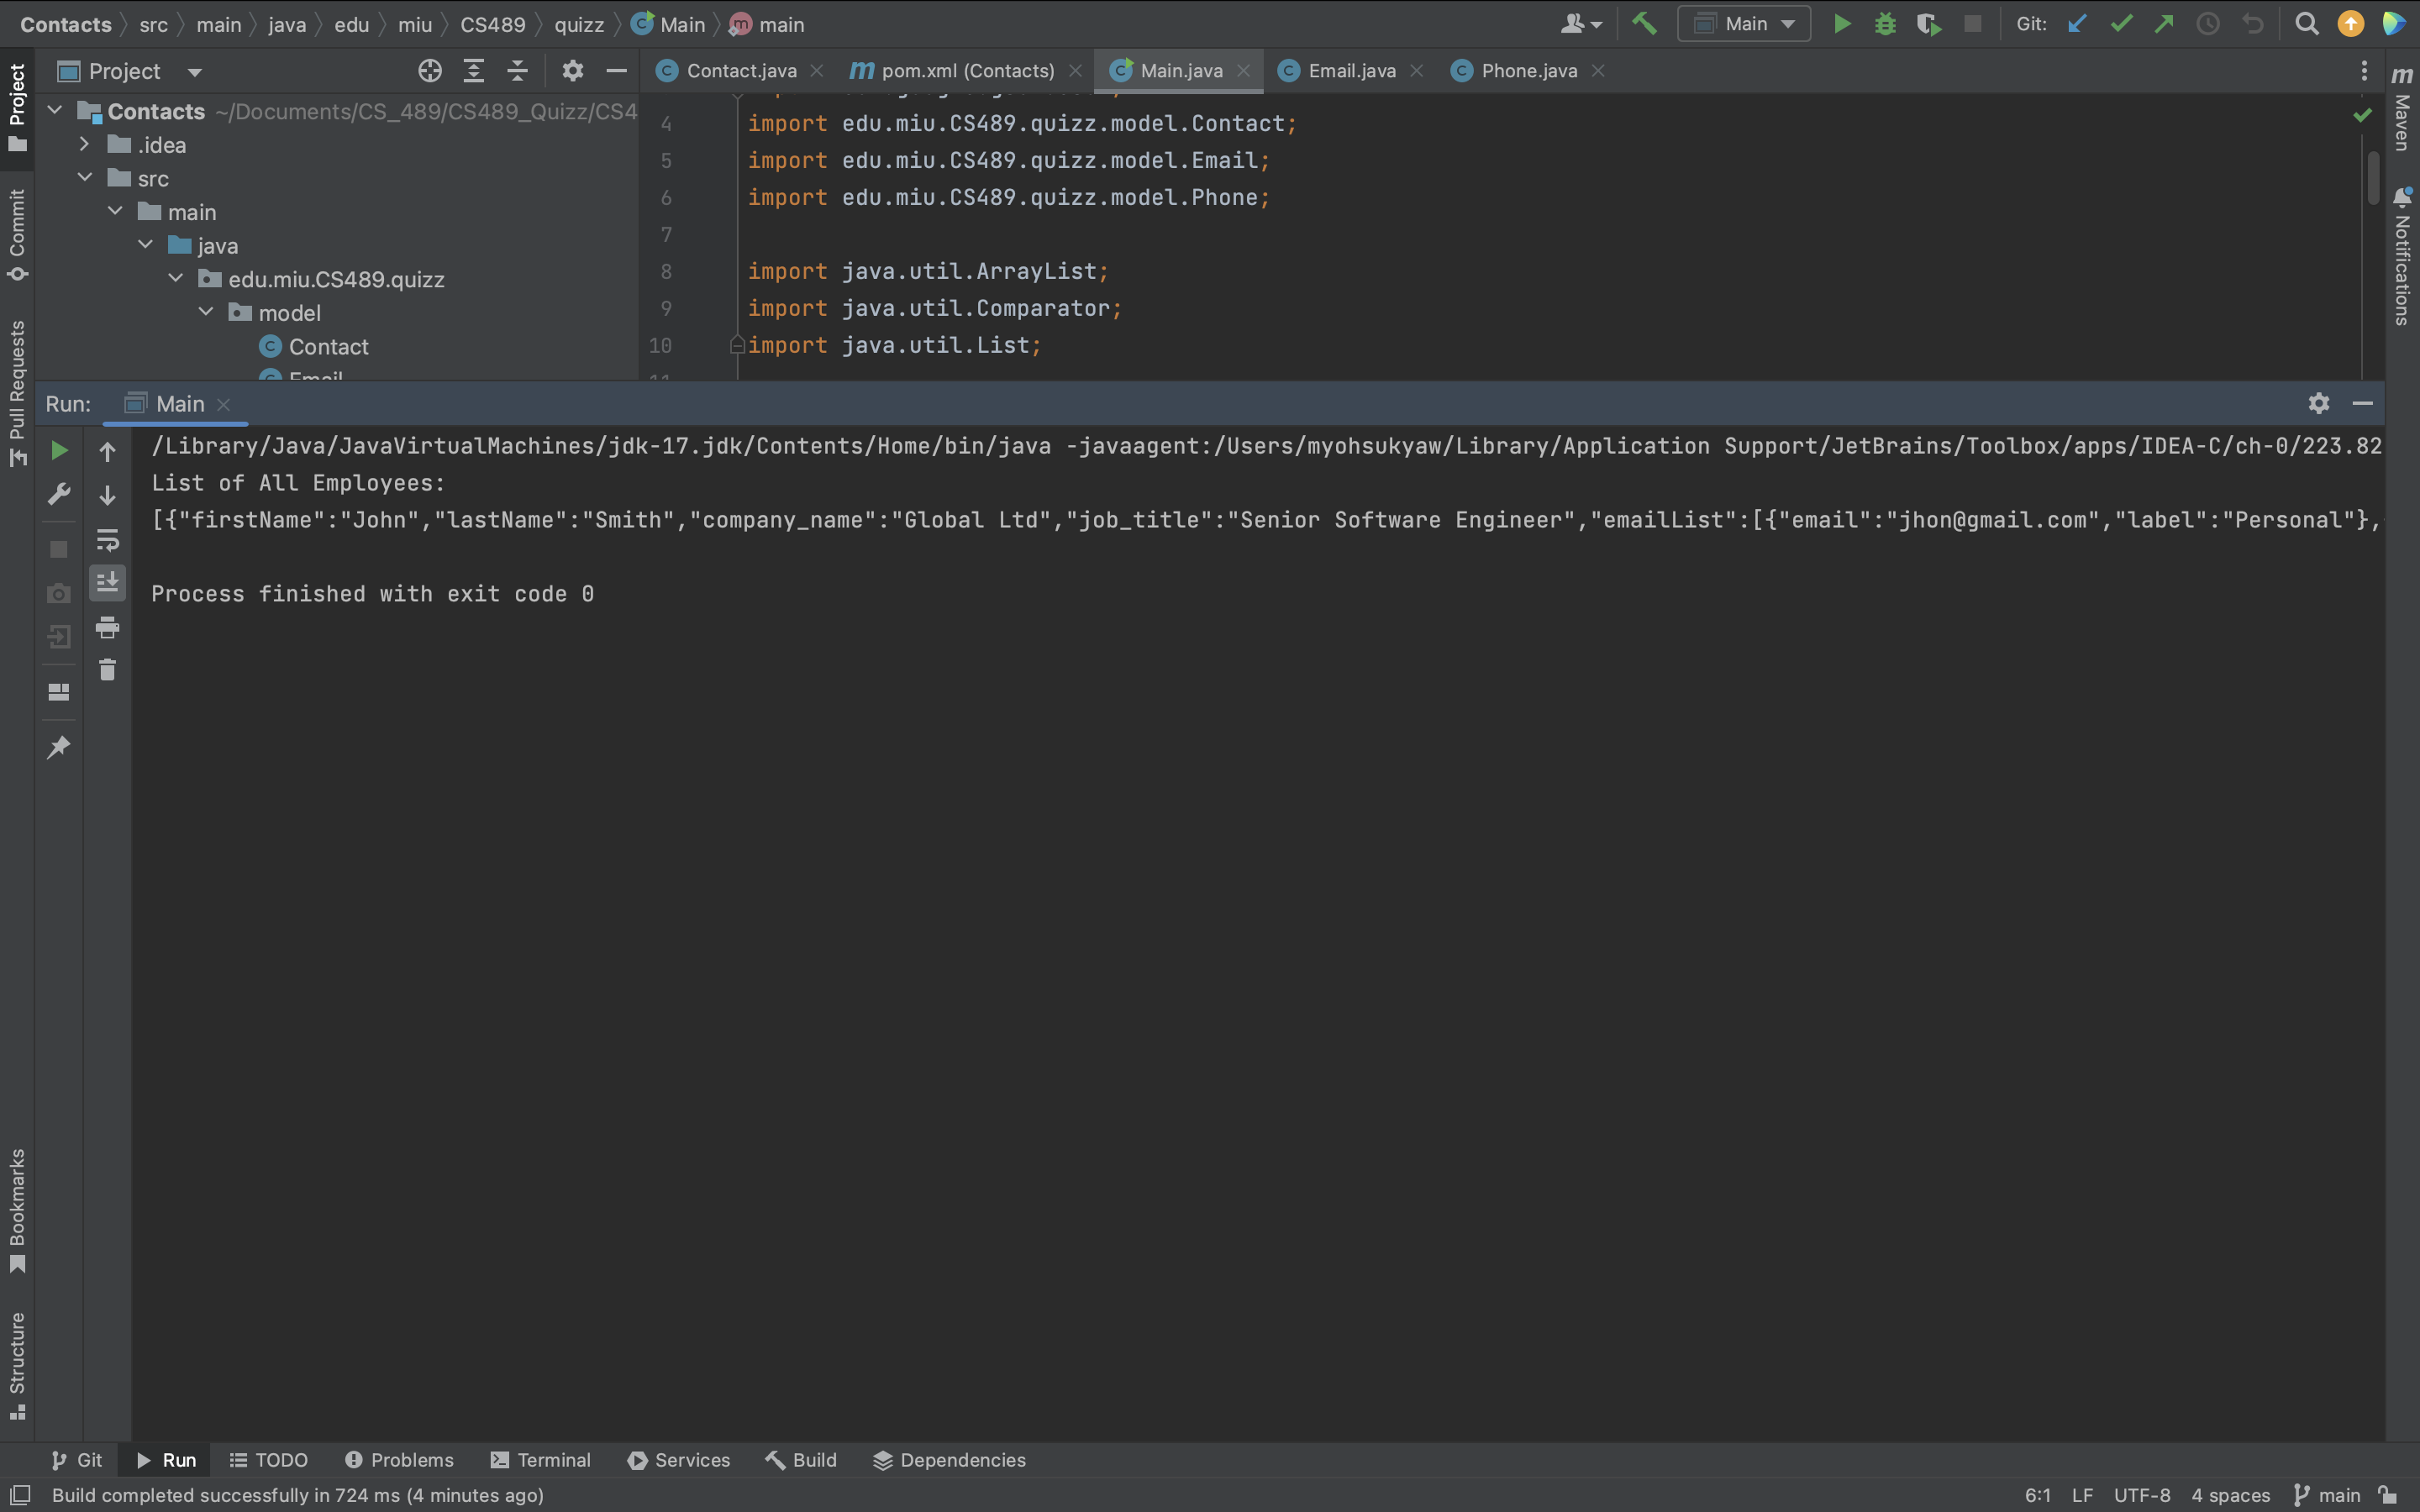 Contacts src main java edu miu CS489 quizz Main main
Main Git:
Project
Contact.java pom.xml (Contacts) Main.java Email.java Phone.java
Contacts ~/Documents/CS_489/CS489_Quizz/CS4
.idea
src
main
java
edu.miu.CS489.quizz
model
Contact
Email
4 import edu.miu.CS489.quizz.model.Contact;
5 import edu.miu.CS489.quizz.model.Email;
6 import edu.miu.CS489.quizz.model.Phone;
7
8 import java.util.ArrayList;
9 import java.util.Comparator;
10 import java.util.List;
11
Project
Commit
Pull Requests
Bookmarks
Structure
Maven
Notifications
Run: Main
/Library/Java/JavaVirtualMachines/jdk-17.jdk/Contents/Home/bin/java -javaagent:/Users/myohsukyaw/Library/Application Support/JetBrains/Toolbox/apps/IDEA-C/ch-0/223.82
List of All Employees:
[{"firstName":"John","lastName":"Smith","company_name":"Global Ltd","job_title":"Senior Software Engineer","emailList":[{"email":"jhon@gmail.com","label":"Personal"},
Process finished with exit code 0
Git Run TODO Problems Terminal Services Build Dependencies
Build completed successfully in 724 ms (4 minutes ago)
6:1 LF UTF-8 4 spaces main